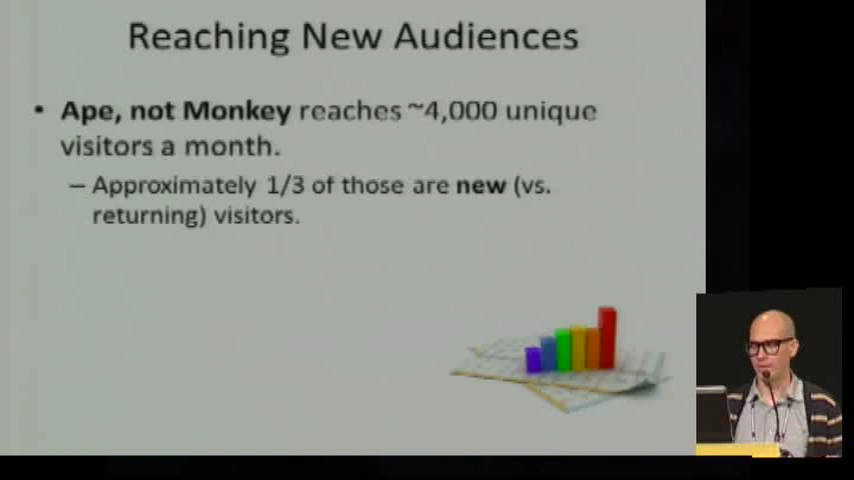 Reaching New Audiences
• Ape, not Monkey reaches ~4,000 unique
visitors a month.
– Approximately 1/3 of those are new (vs.
returning) visitors.